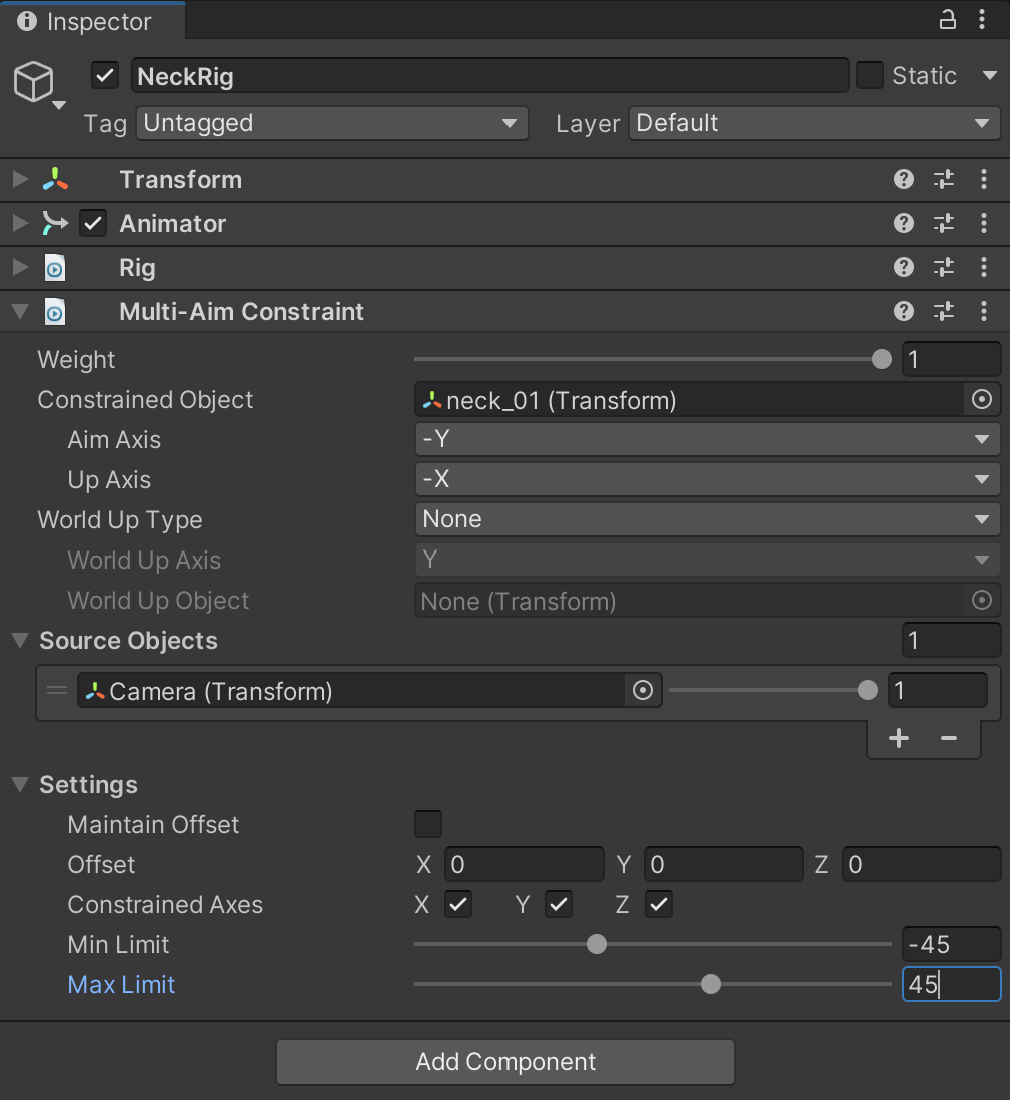 Inspector
NeckRig Static
Tag Untagged Layer Default
Transform
Animator
Rig
Multi-Aim Constraint
Weight 1
Constrained Object neck_01 (Transform)
Aim Axis -Y
Up Axis -X
World Up Type None
World Up Axis Y
World Up Object None (Transform)
Source Objects 1
Camera (Transform) 1
Settings
Maintain Offset
Offset X 0 Y 0 Z 0
Constrained Axes X Y Z
Min Limit -45
Max Limit 45
Add Component